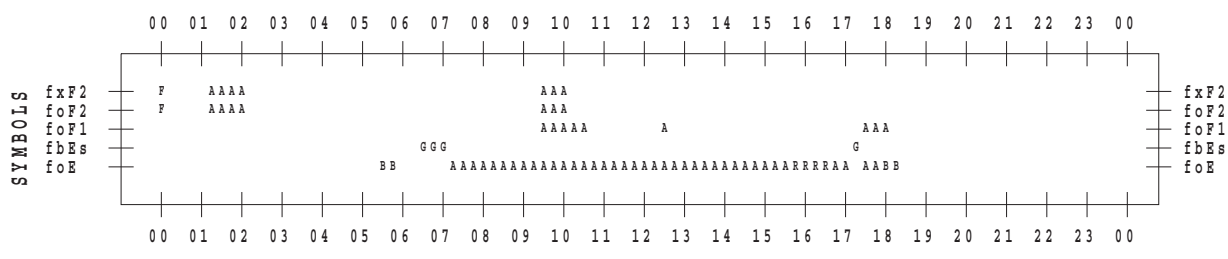 00 01 02 03 04 05 06 07 08 09 10 11 12 13 14 15 16 17 18 19 20 21 22 23 00
SYMBOLS
fxF2 F AAAA AAA fxF2
foF2 F AAAA AAA foF2
foF1 AAAAA A AAA foF1
fbEs GGG G fbEs
foE BB AAAAAAAAAAAAAAAAAAAAAAAAAAAAAAAAAARRRRAA AABB foE
00 01 02 03 04 05 06 07 08 09 10 11 12 13 14 15 16 17 18 19 20 21 22 23 00